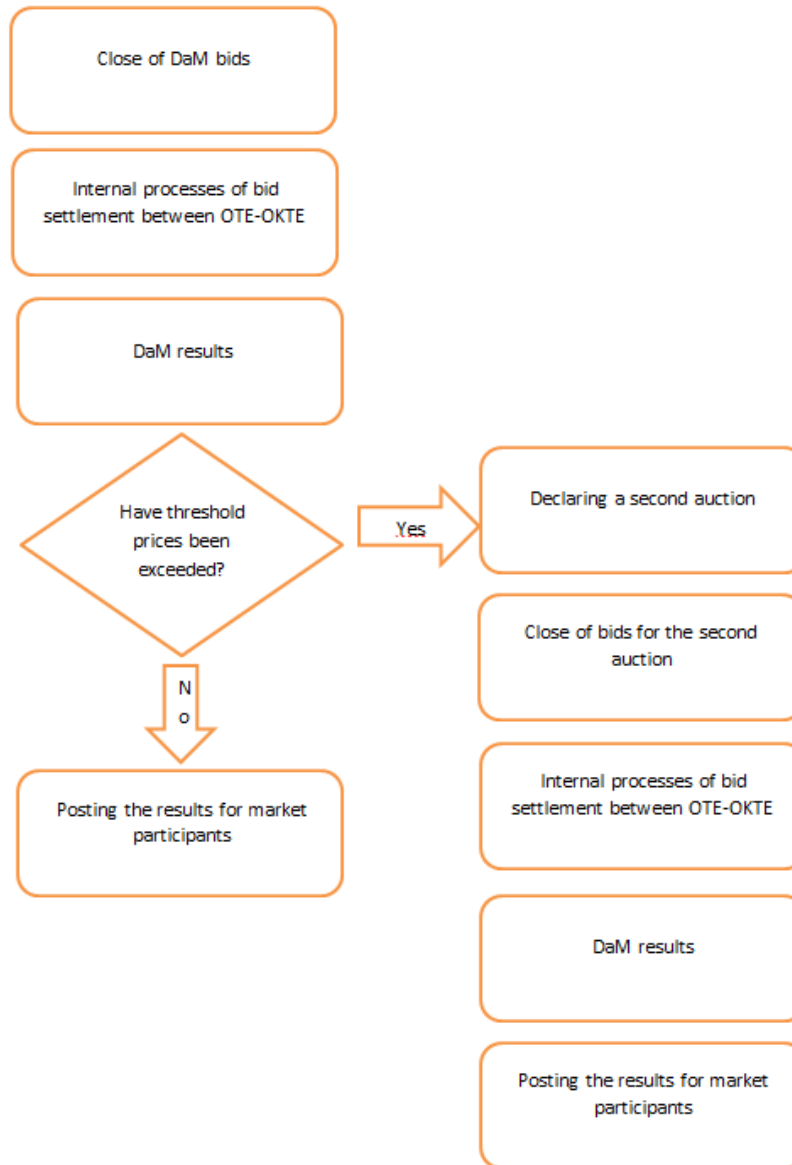 Close of DaM bids
Internal processes of bid
settlement between OTE-OKTE
DaM results
Have threshold
prices been
exceeded?
Yes
N
o
Posting the results for market
participants
Declaring a second auction
Close of bids for the second
auction
Internal processes of bid
settlement between OTE-OKTE
DaM results
Posting the results for market
participants